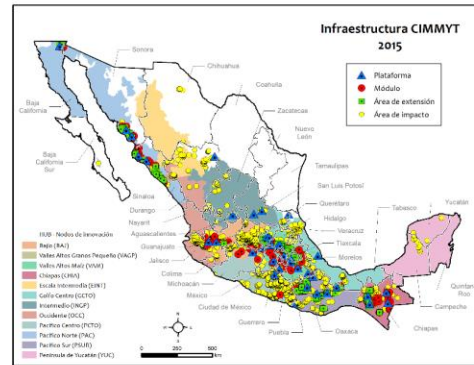 Infraestructura CIMMYT
2015
Plataforma
Módulo
Área de extensión
Área de impacto
Sonora
Chihuahua
Coahuila
Zacatecas
Nuevo
León
Baja
California
Baja
California
Sur
Tamaulipas
San Luis Potosí
Querétaro
Hidalgo
Veracruz
Tlaxcala
Morelos
Tabasco
Yucatán
Quintana
Roo
Campeche
Chiapas
Sinaloa
Durango
Nayarit
Aguascalientes
Guanajuato
Jalisco
Colima
Michoacán
México
Ciudad de México
Guerrero
Puebla
Oaxaca
HUB - Nodos de innovación
Bajío (BAJ)
Valles Altos Granos Pequeño (VAGP)
Valles Altos Maíz (VAM)
Chiapas (CHIA)
Escala Intermedia (EINT)
Golfo Centro (GCTO)
Intermedio (INGP)
Occidente (OCC)
Pacífico Centro (PCTO)
Pacífico Norte (PAC)
Pacífico Sur (PSUR)
Península de Yucatán (YUC)
0
250
500
km